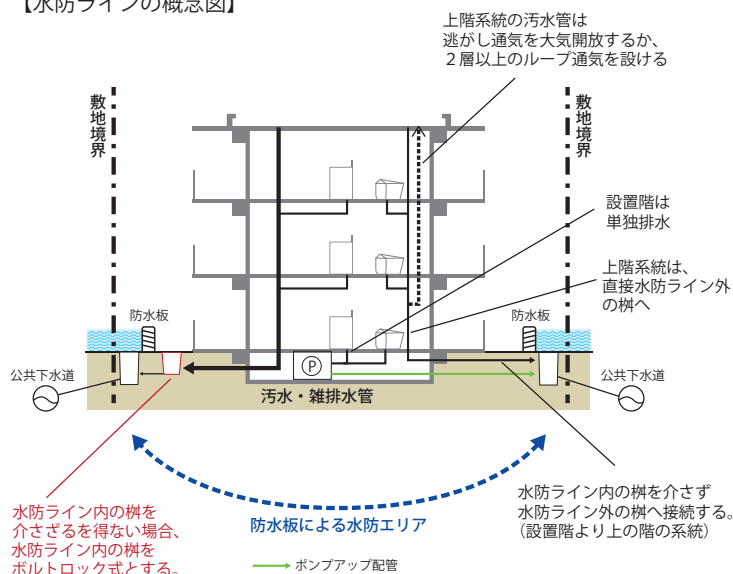 【水防ラインの概念図】
上階系統の汚水管は
逃がし通気を大気開放するか、
２層以上のループ通気を設ける
敷地境界
敷地境界
設置階は
単独排水
上階系統は、
直接水防ライン外
の桝へ
防水板
防水板
公共下水道
公共下水道
P
汚水・雑排水管
水防ライン内の桝を
介さざるを得ない場合、
水防ライン内の桝を
ボルトロック式とする。
防水板による水防エリア
水防ライン内の桝を介さず
水防ライン外の桝へ接続する。
（設置階より上の階の系統）
ポンプアップ配管